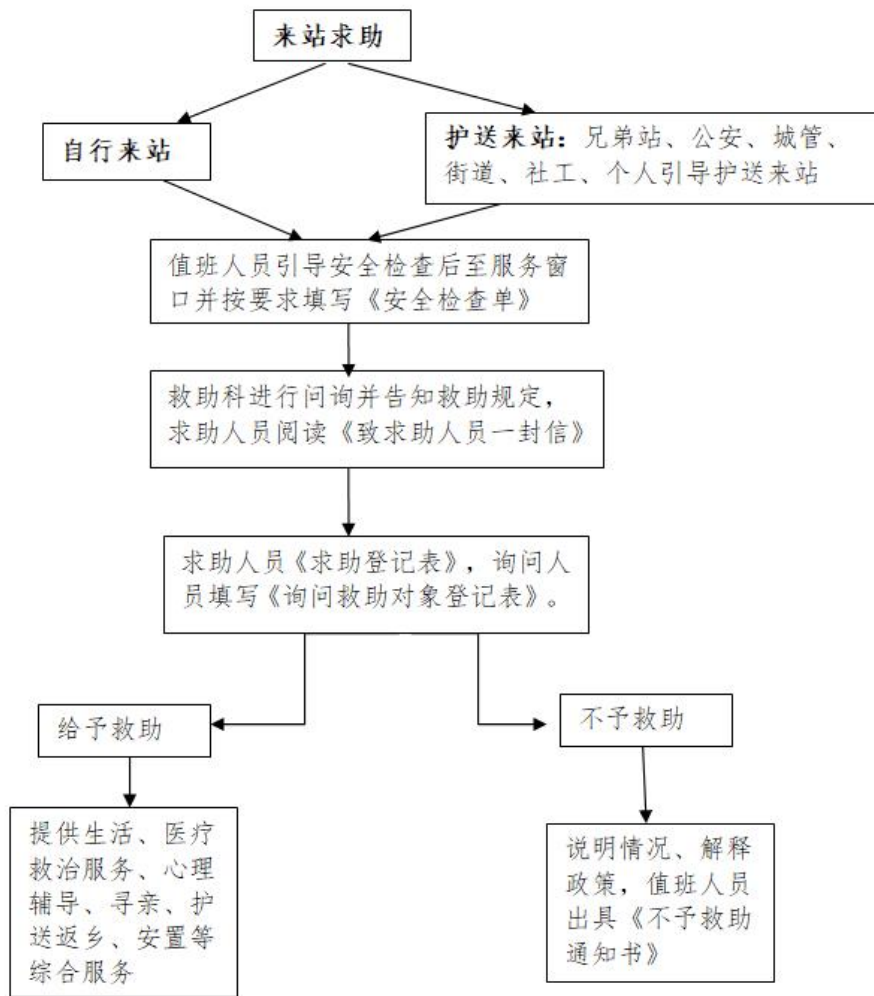 来站求助
自行来站
护送来站：兄弟站、公安、城管、
街道、社工、个人引导护送来站
值班人员引导安全检查后至服务窗
口并按要求填写《安全检查单》
救助科进行问询并告知救助规定，
求助人员阅读《致求助人员一封信》
求助人员《求助登记表》，询问人
员填写《询问救助对象登记表》。
给予救助
不予救助
提供生活、医疗
救治服务、心理
辅导、寻亲、护
送返乡、安置等
综合服务
说明情况、解释
政策，值班人员
出具《不予救助
通知书》